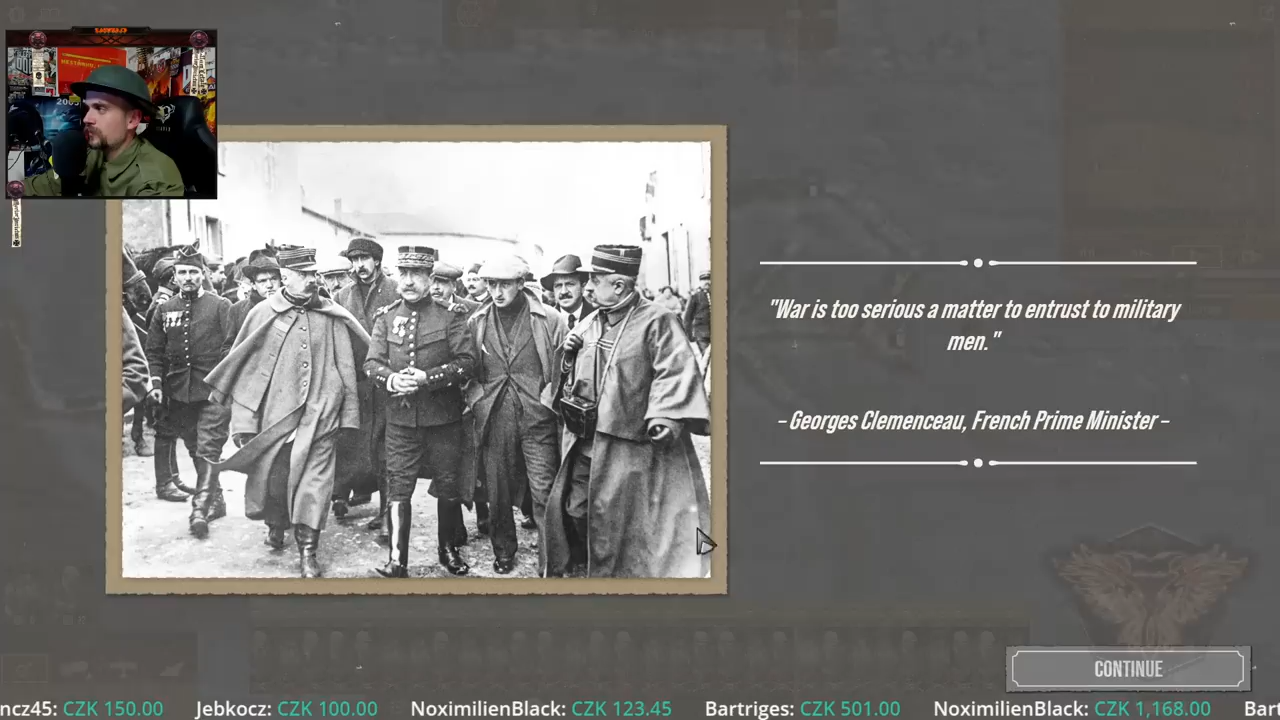 "War is too serious a matter to entrust to military
men."
– Georges Clemenceau, French Prime Minister –
CONTINUE
ncz45: CZK 150.00 Jebkocz: CZK 100.00 NoximilienBlack: CZK 123.45 Bartriges: CZK 501.00 NoximilienBlack: CZK 1,168.00 Bar